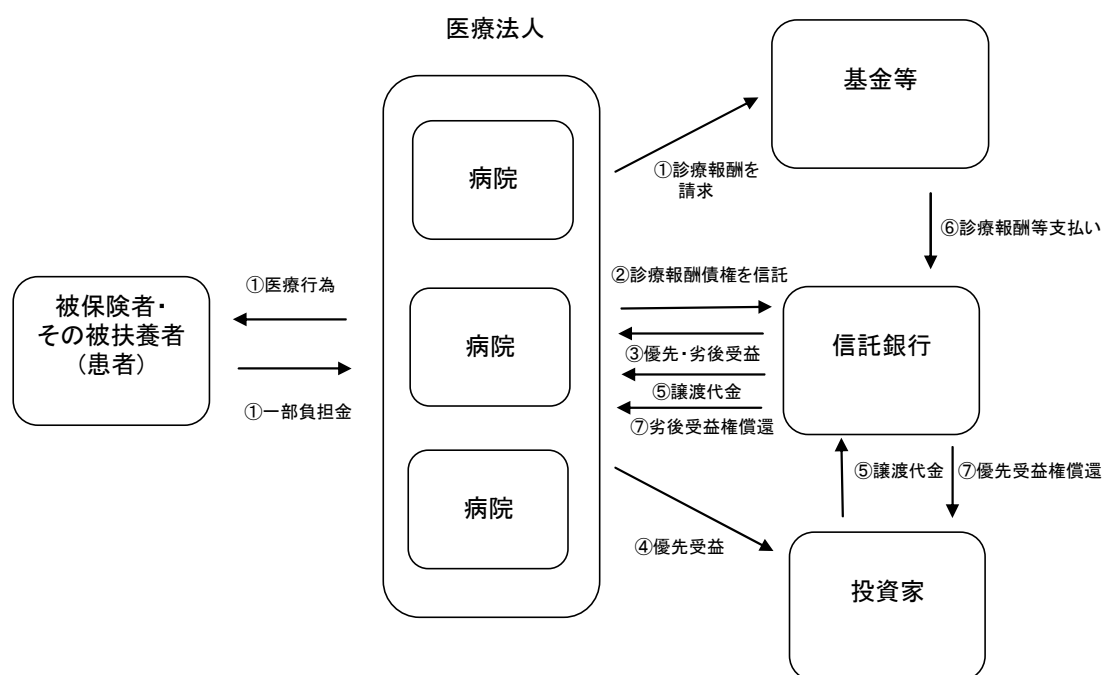 医療法人
基金等
病院
①診療報酬を
請求
⑥診療報酬等支払い
②診療報酬債権を信託
①医療行為
被保険者・
その被扶養者
(患者)
病院
信託銀行
③優先・劣後受益
⑤譲渡代金
①一部負担金
⑦劣後受益権償還
⑤譲渡代金
⑦優先受益権償還
病院
④優先受益
投資家